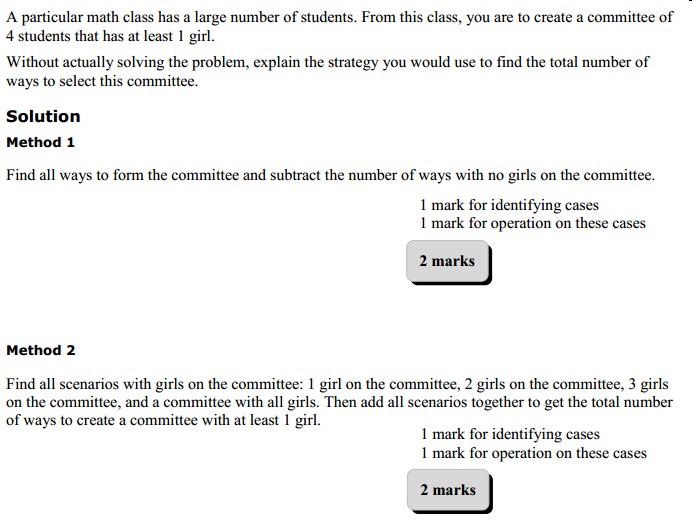 A particular math class has a large number of students. From this class, you are to create a committee of
4 students that has at least 1 girl.
Without actually solving the problem, explain the strategy you would use to find the total number of
ways to select this committee.
Solution
Method 1
Find all ways to form the committee and subtract the number of ways with no girls on the committee.
1 mark for identifying cases
1 mark for operation on these cases
2 marks
Method 2
Find all scenarios with girls on the committee: 1 girl on the committee, 2 girls on the committee, 3 girls
on the committee, and a committee with all girls. Then add all scenarios together to get the total number
of ways to create a committee with at least 1 girl.
1 mark for identifying cases
1 mark for operation on these cases
2 marks